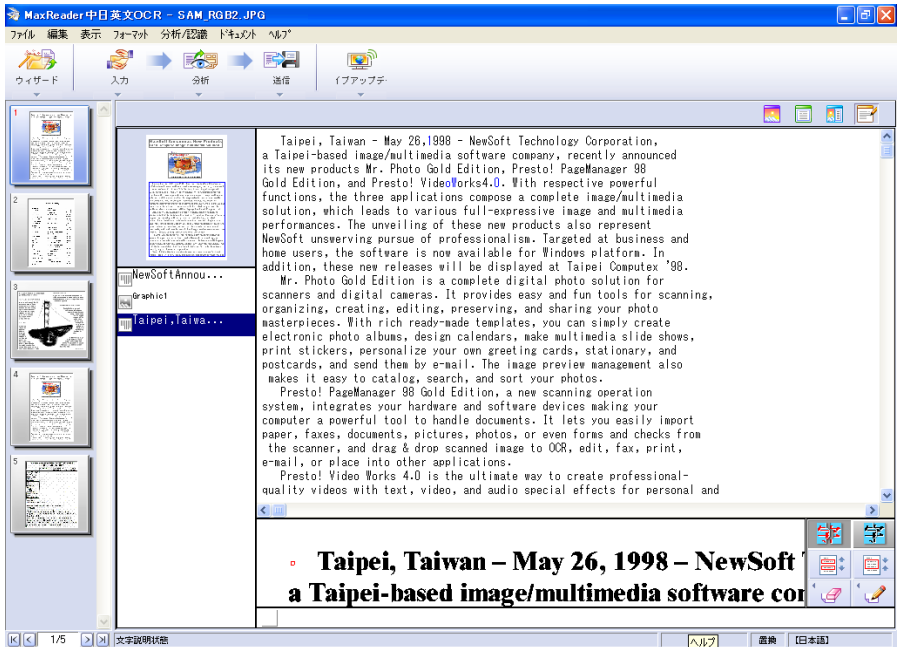 MaxReader中日英文OCR - SAM_RGB2.JPG
ファイル 編集 表示 フォーマット 分析/認識 ドキュメント ヘルプ
ウィザード 入力 分析 送信 イブアップデ-
1
2
3
4
5
NewSoftAnnou...
Graphic1
Taipei,Taiwa...
Taipei, Taiwan - May 26,1998 - NewSoft Technology Corporation,
a Taipei-based image/multimedia software company, recently announced
its new products Mr. Photo Gold Edition, Presto! PageManager 98
Gold Edition, and Presto! VideoWorks4.0. With respective powerful
functions, the three applications compose a complete image/multimedia
solution, which leads to various full-expressive image and multimedia
performances. The unveiling of these new products also represent
NewSoft unswerving pursue of professionalism. Targeted at business and
home users, the software is now available for Windows platform. In
addition, these new releases will be displayed at Taipei Computex '98.
Mr. Photo Gold Edition is a complete digital photo solution for
scanners and digital cameras. It provides easy and fun tools for scanning,
organizing, creating, editing, preserving, and sharing your photo
masterpieces. With rich ready-made templates, you can simply create
electronic photo albums, design calendars, make multimedia slide shows,
print stickers, personalize your own greeting cards, stationary, and
postcards, and send them by e-mail. The image preview management also
makes it easy to catalog, search, and sort your photos.
Presto! PageManager 98 Gold Edition, a new scanning operation
system, integrates your hardware and software devices making your
computer a powerful tool to handle documents. It lets you easily import
paper, faxes, documents, pictures, photos, or even forms and checks from
the scanner, and drag & drop scanned image to OCR, edit, fax, print,
e-mail, or place into other applications.
Presto! Video Works 4.0 is the ultimate way to create professional-
quality videos with text, video, and audio special effects for personal and
Taipei, Taiwan – May 26, 1998 – NewSoft
a Taipei-based image/multimedia software
字 字
1/5 文字説明状態 ヘルプ 置換 [日本語]